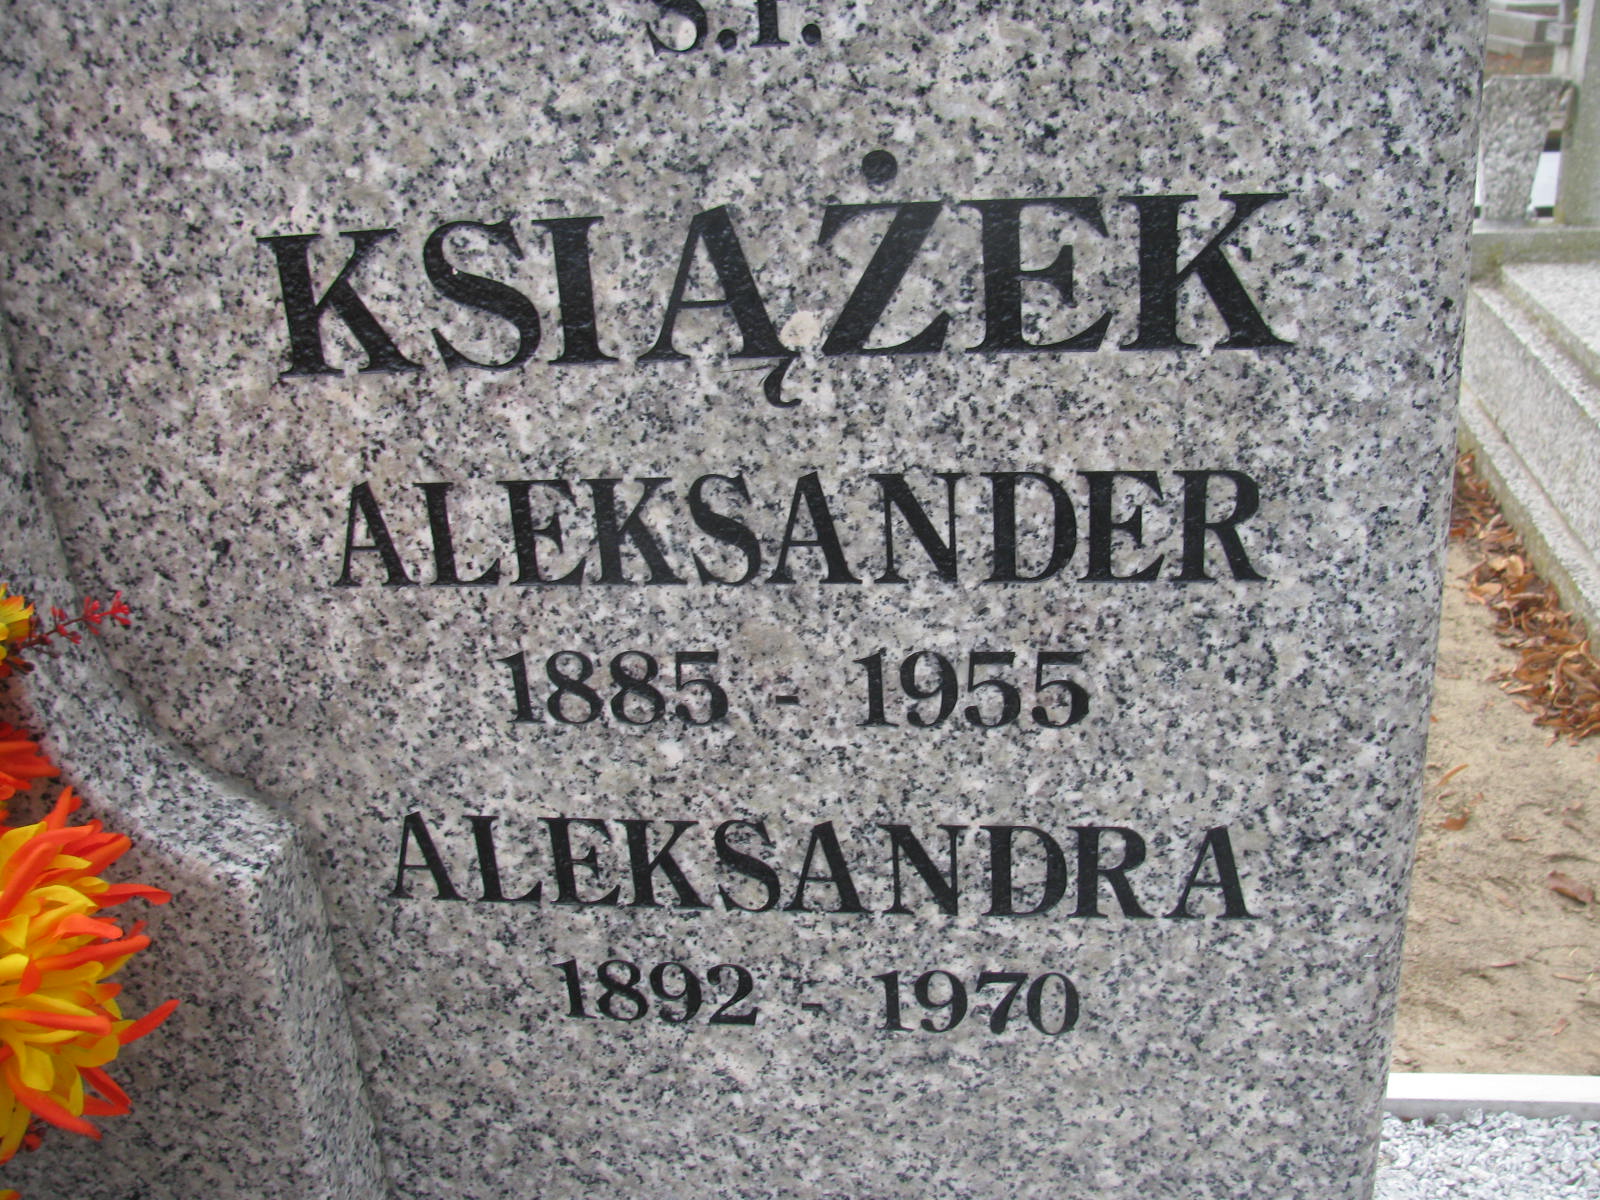 Ś.P.
KSIĄŻEK
ALEKSANDER
1885 - 1955
ALEKSANDRA
1892 - 1970